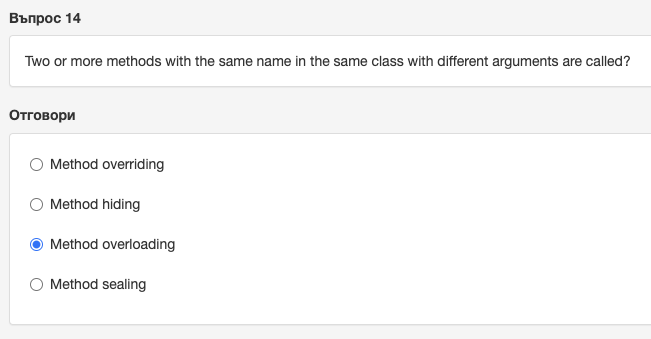 Въпрос 14
Two or more methods with the same name in the same class with different arguments are called?
Отговори
Method overriding
Method hiding
Method overloading
Method sealing